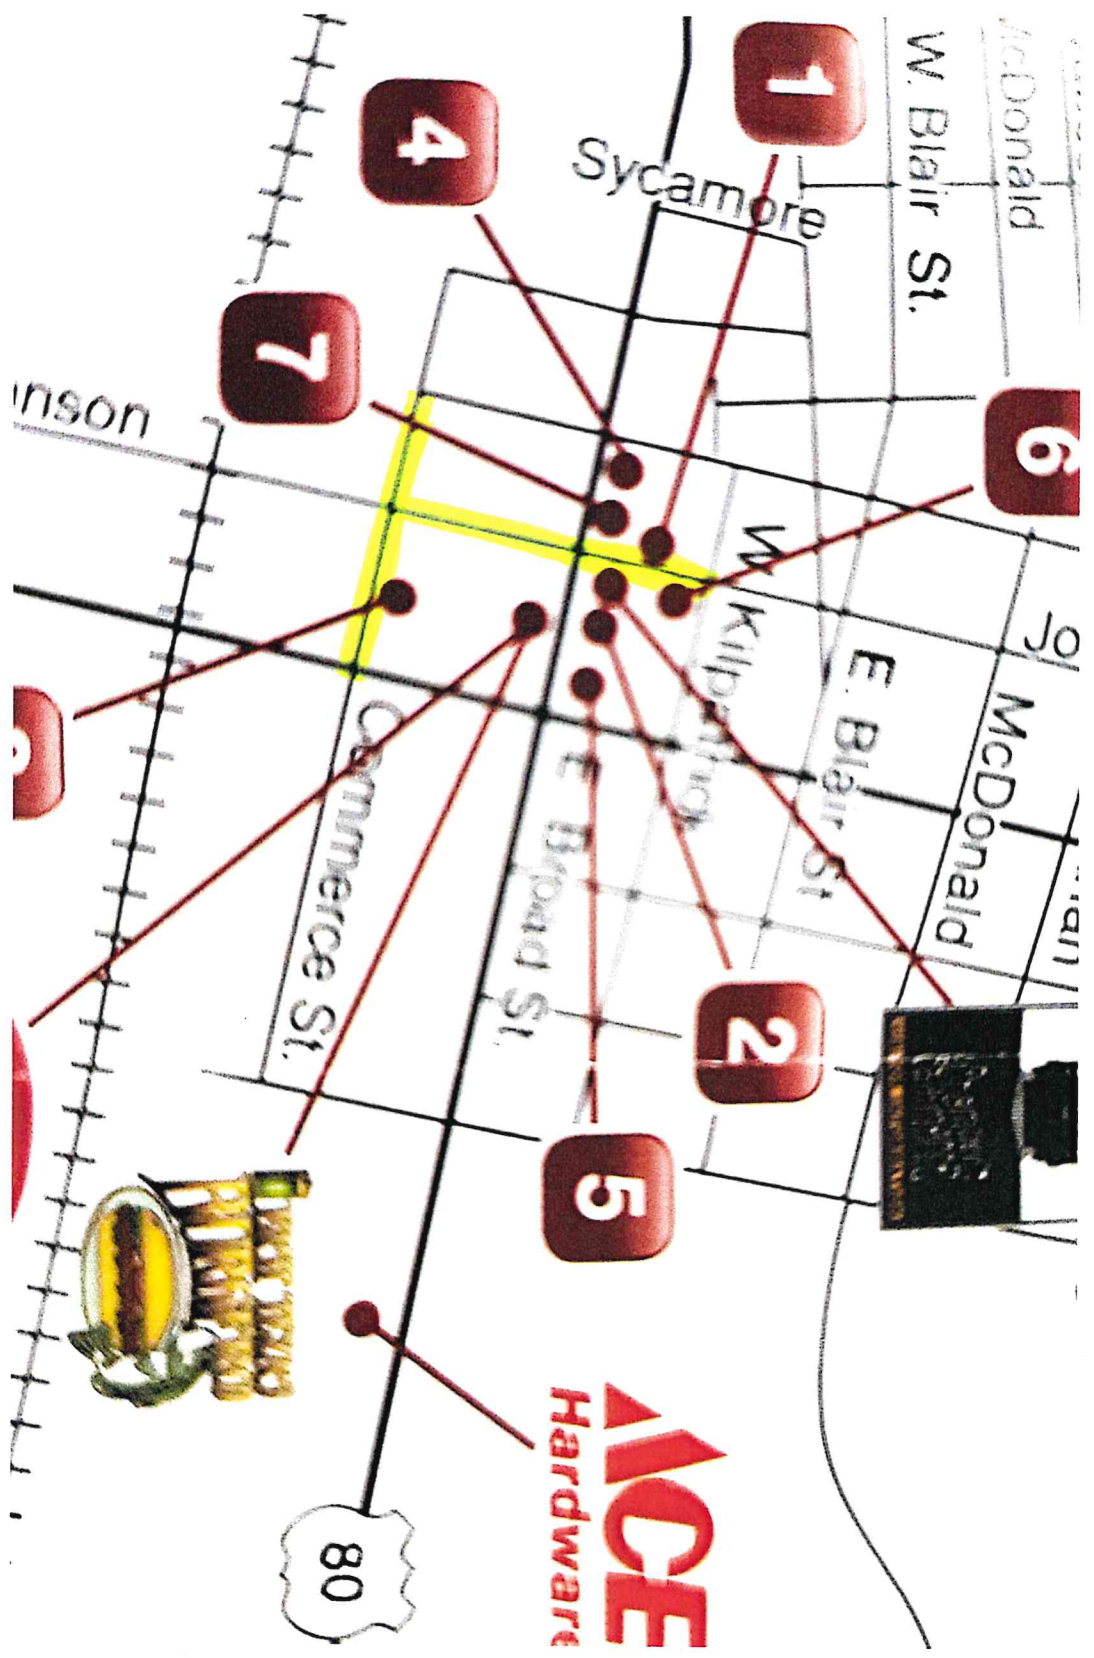 McDonald
W. Blair St.
1
Sycamore
4
7
6
nson
W. Kilpatrick
E. Blair St
McDonald
Jo
man
Commerce St.
E Broad St.
2
5
ACE
Hardware
80